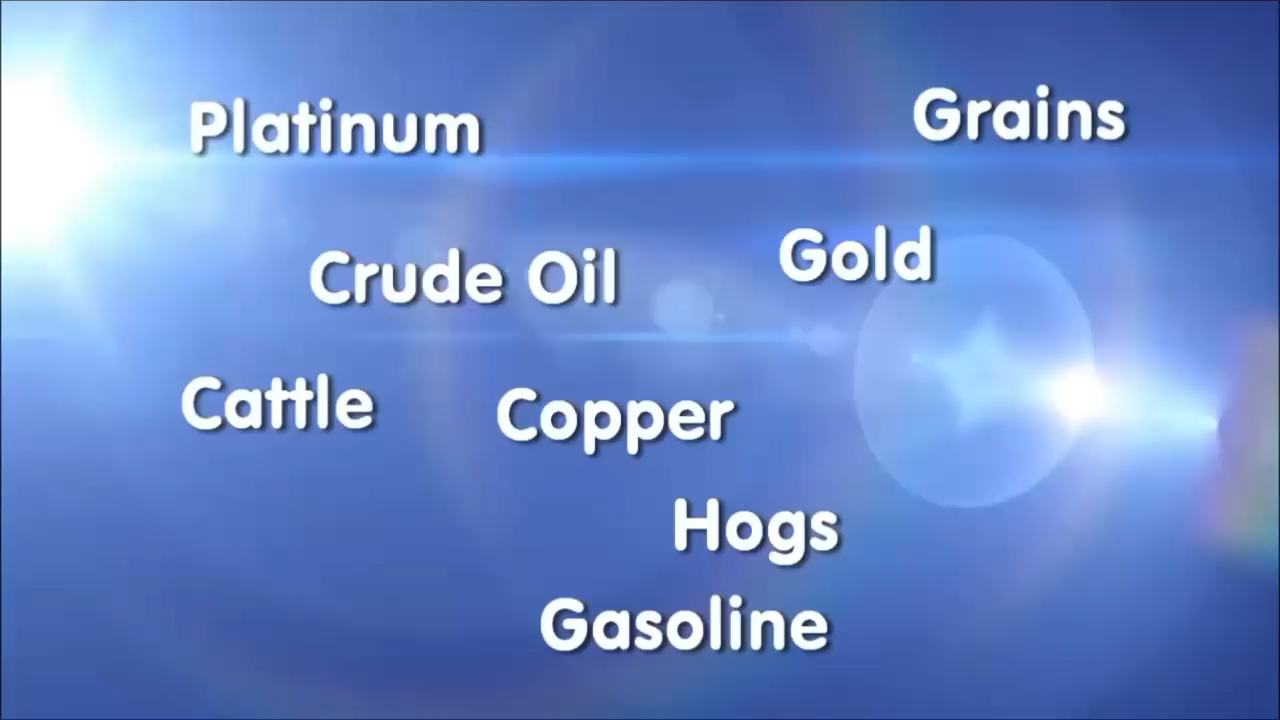 Platinum
Grains
Crude Oil
Gold
Cattle
Copper
Hogs
Gasoline